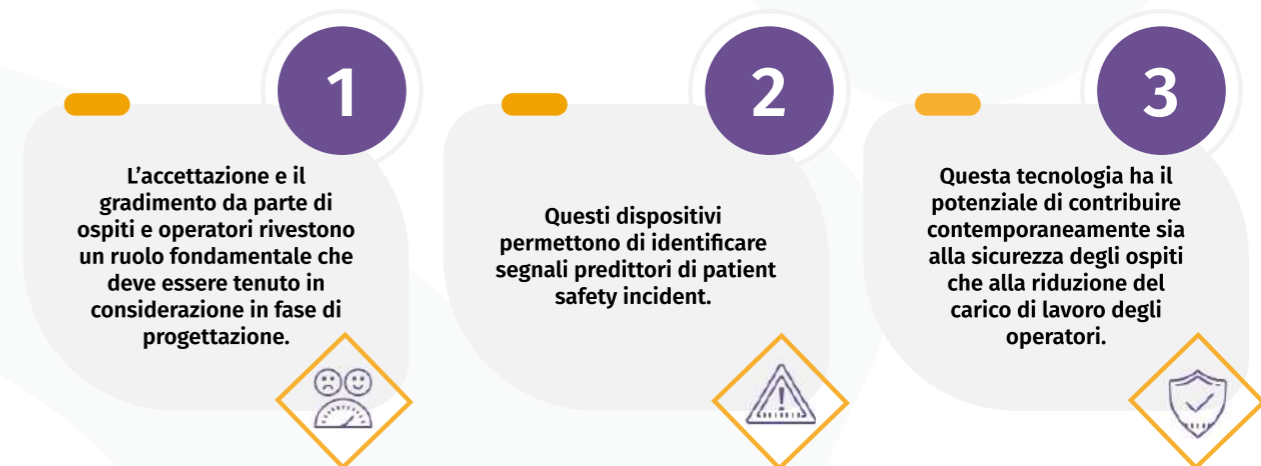 1
L’accettazione e il
gradimento da parte di
ospiti e operatori rivestono
un ruolo fondamentale che
deve essere tenuto in
considerazione in fase di
progettazione.
2
Questi dispositivi
permettono di identificare
segnali predittori di patient
safety incident.
3
Questa tecnologia ha il
potenziale di contribuire
contemporaneamente sia
alla sicurezza degli ospiti
che alla riduzione del
carico di lavoro degli
operatori.